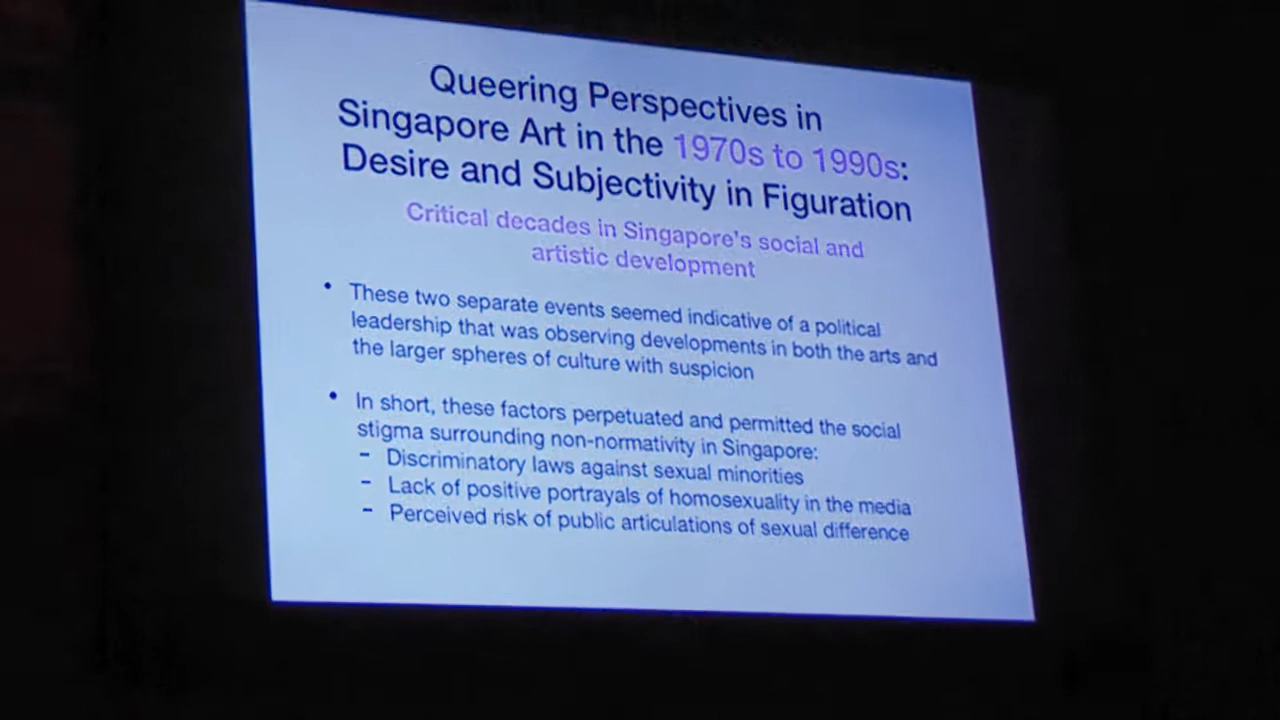 Queering Perspectives in
Singapore Art in the 1970s to 1990s:
Desire and Subjectivity in Figuration
Critical decades in Singapore's social and
artistic development
• These two separate events seemed indicative of a political
leadership that was observing developments in both the arts and
the larger spheres of culture with suspicion
• In short, these factors perpetuated and permitted the social
stigma surrounding non-normativity in Singapore:
- Discriminatory laws against sexual minorities
- Lack of positive portrayals of homosexuality in the media
- Perceived risk of public articulations of sexual difference